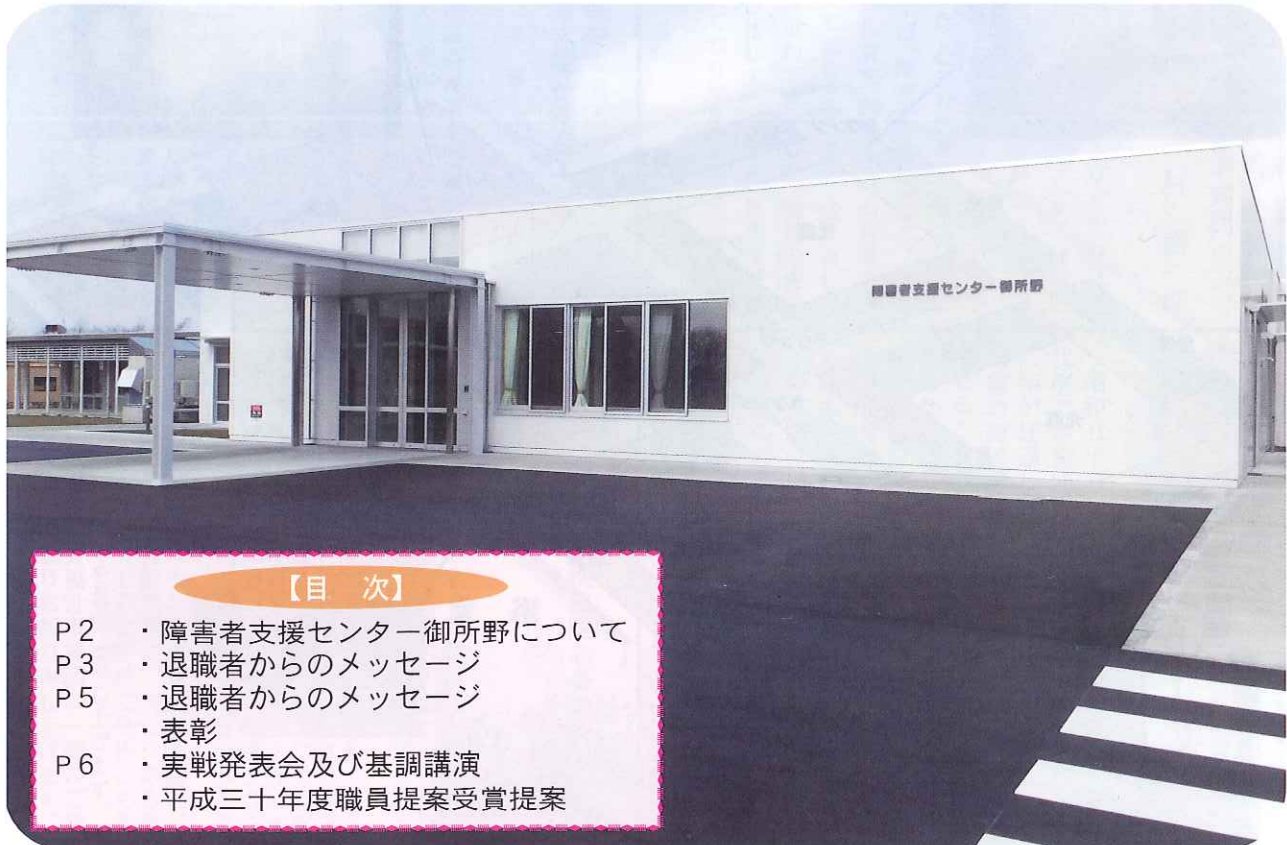 障害者支援センター御所野
【目　次】
P2　・障害者支援センター御所野について
P3　・退職者からのメッセージ
P5　・退職者からのメッセージ
・表彰
P6　・実戦発表会及び基調講演
・平成三十年度職員提案受賞提案